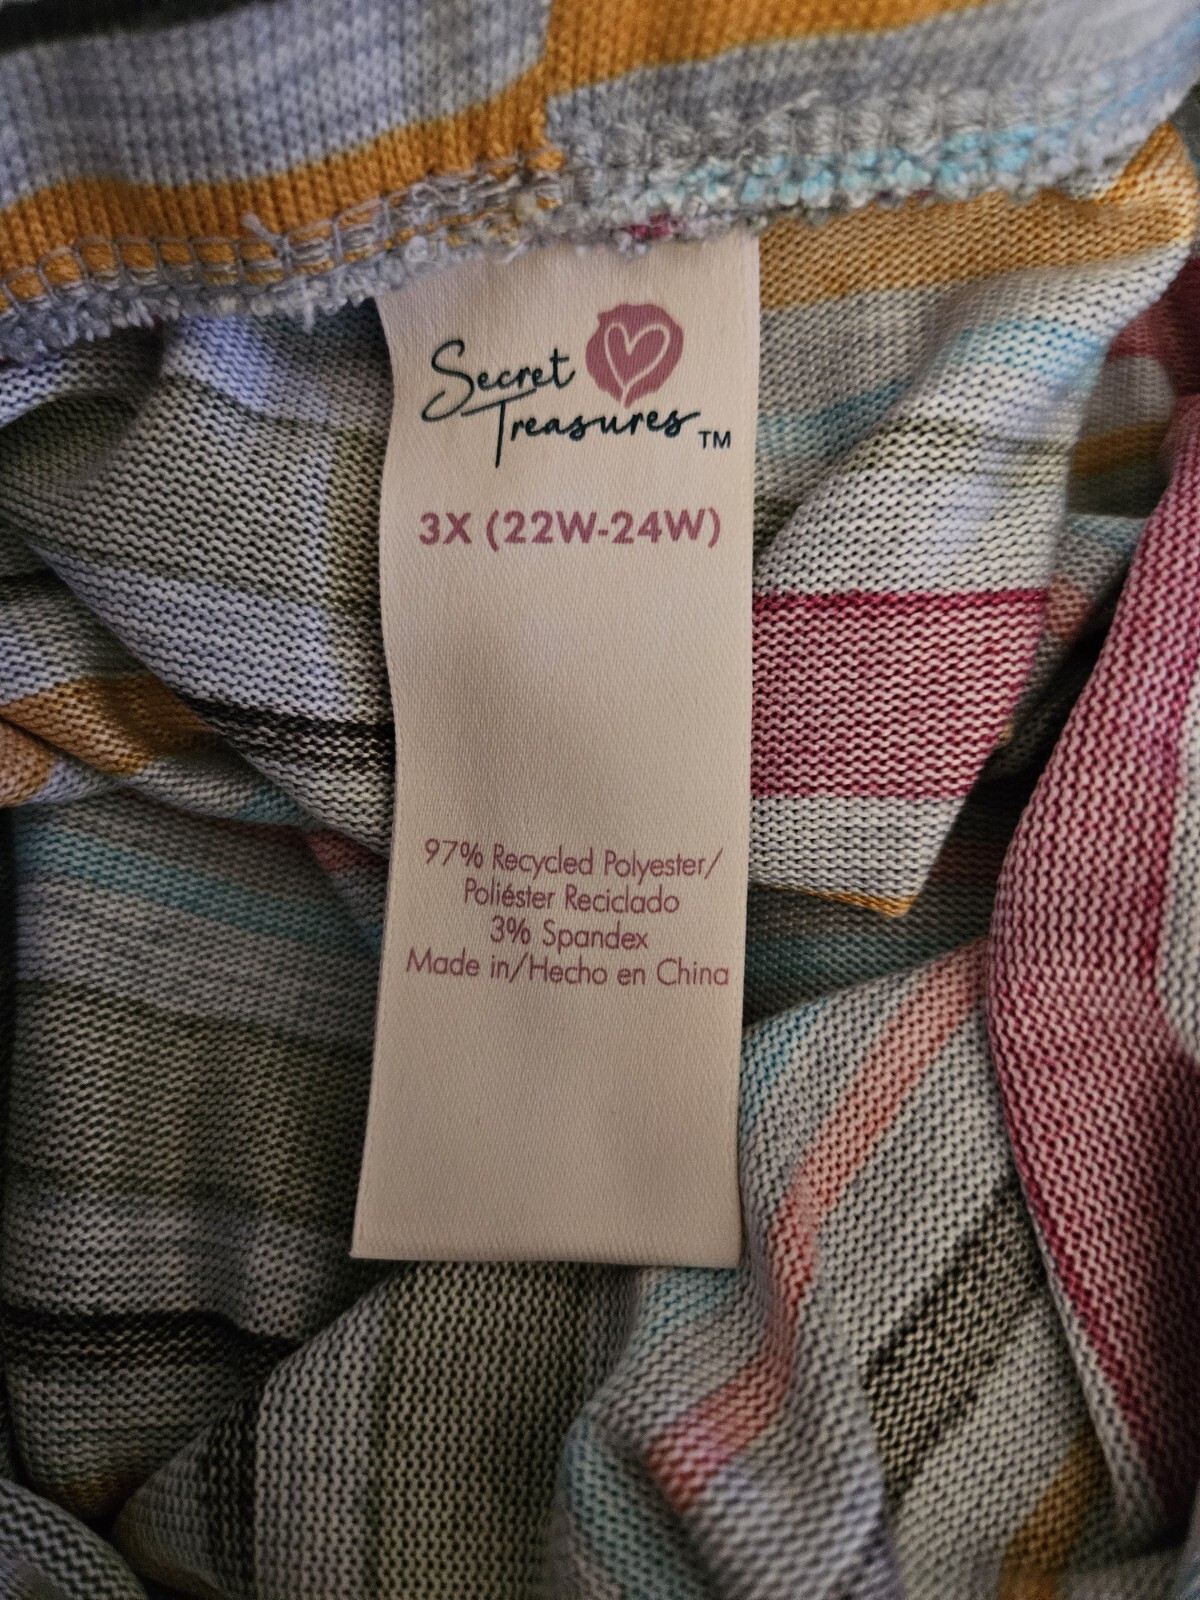 Secret
Treasures™
3X (22W-24W)
97% Recycled Polyester/
Poliéster Reciclado
3% Spandex
Made in/Hecho en China